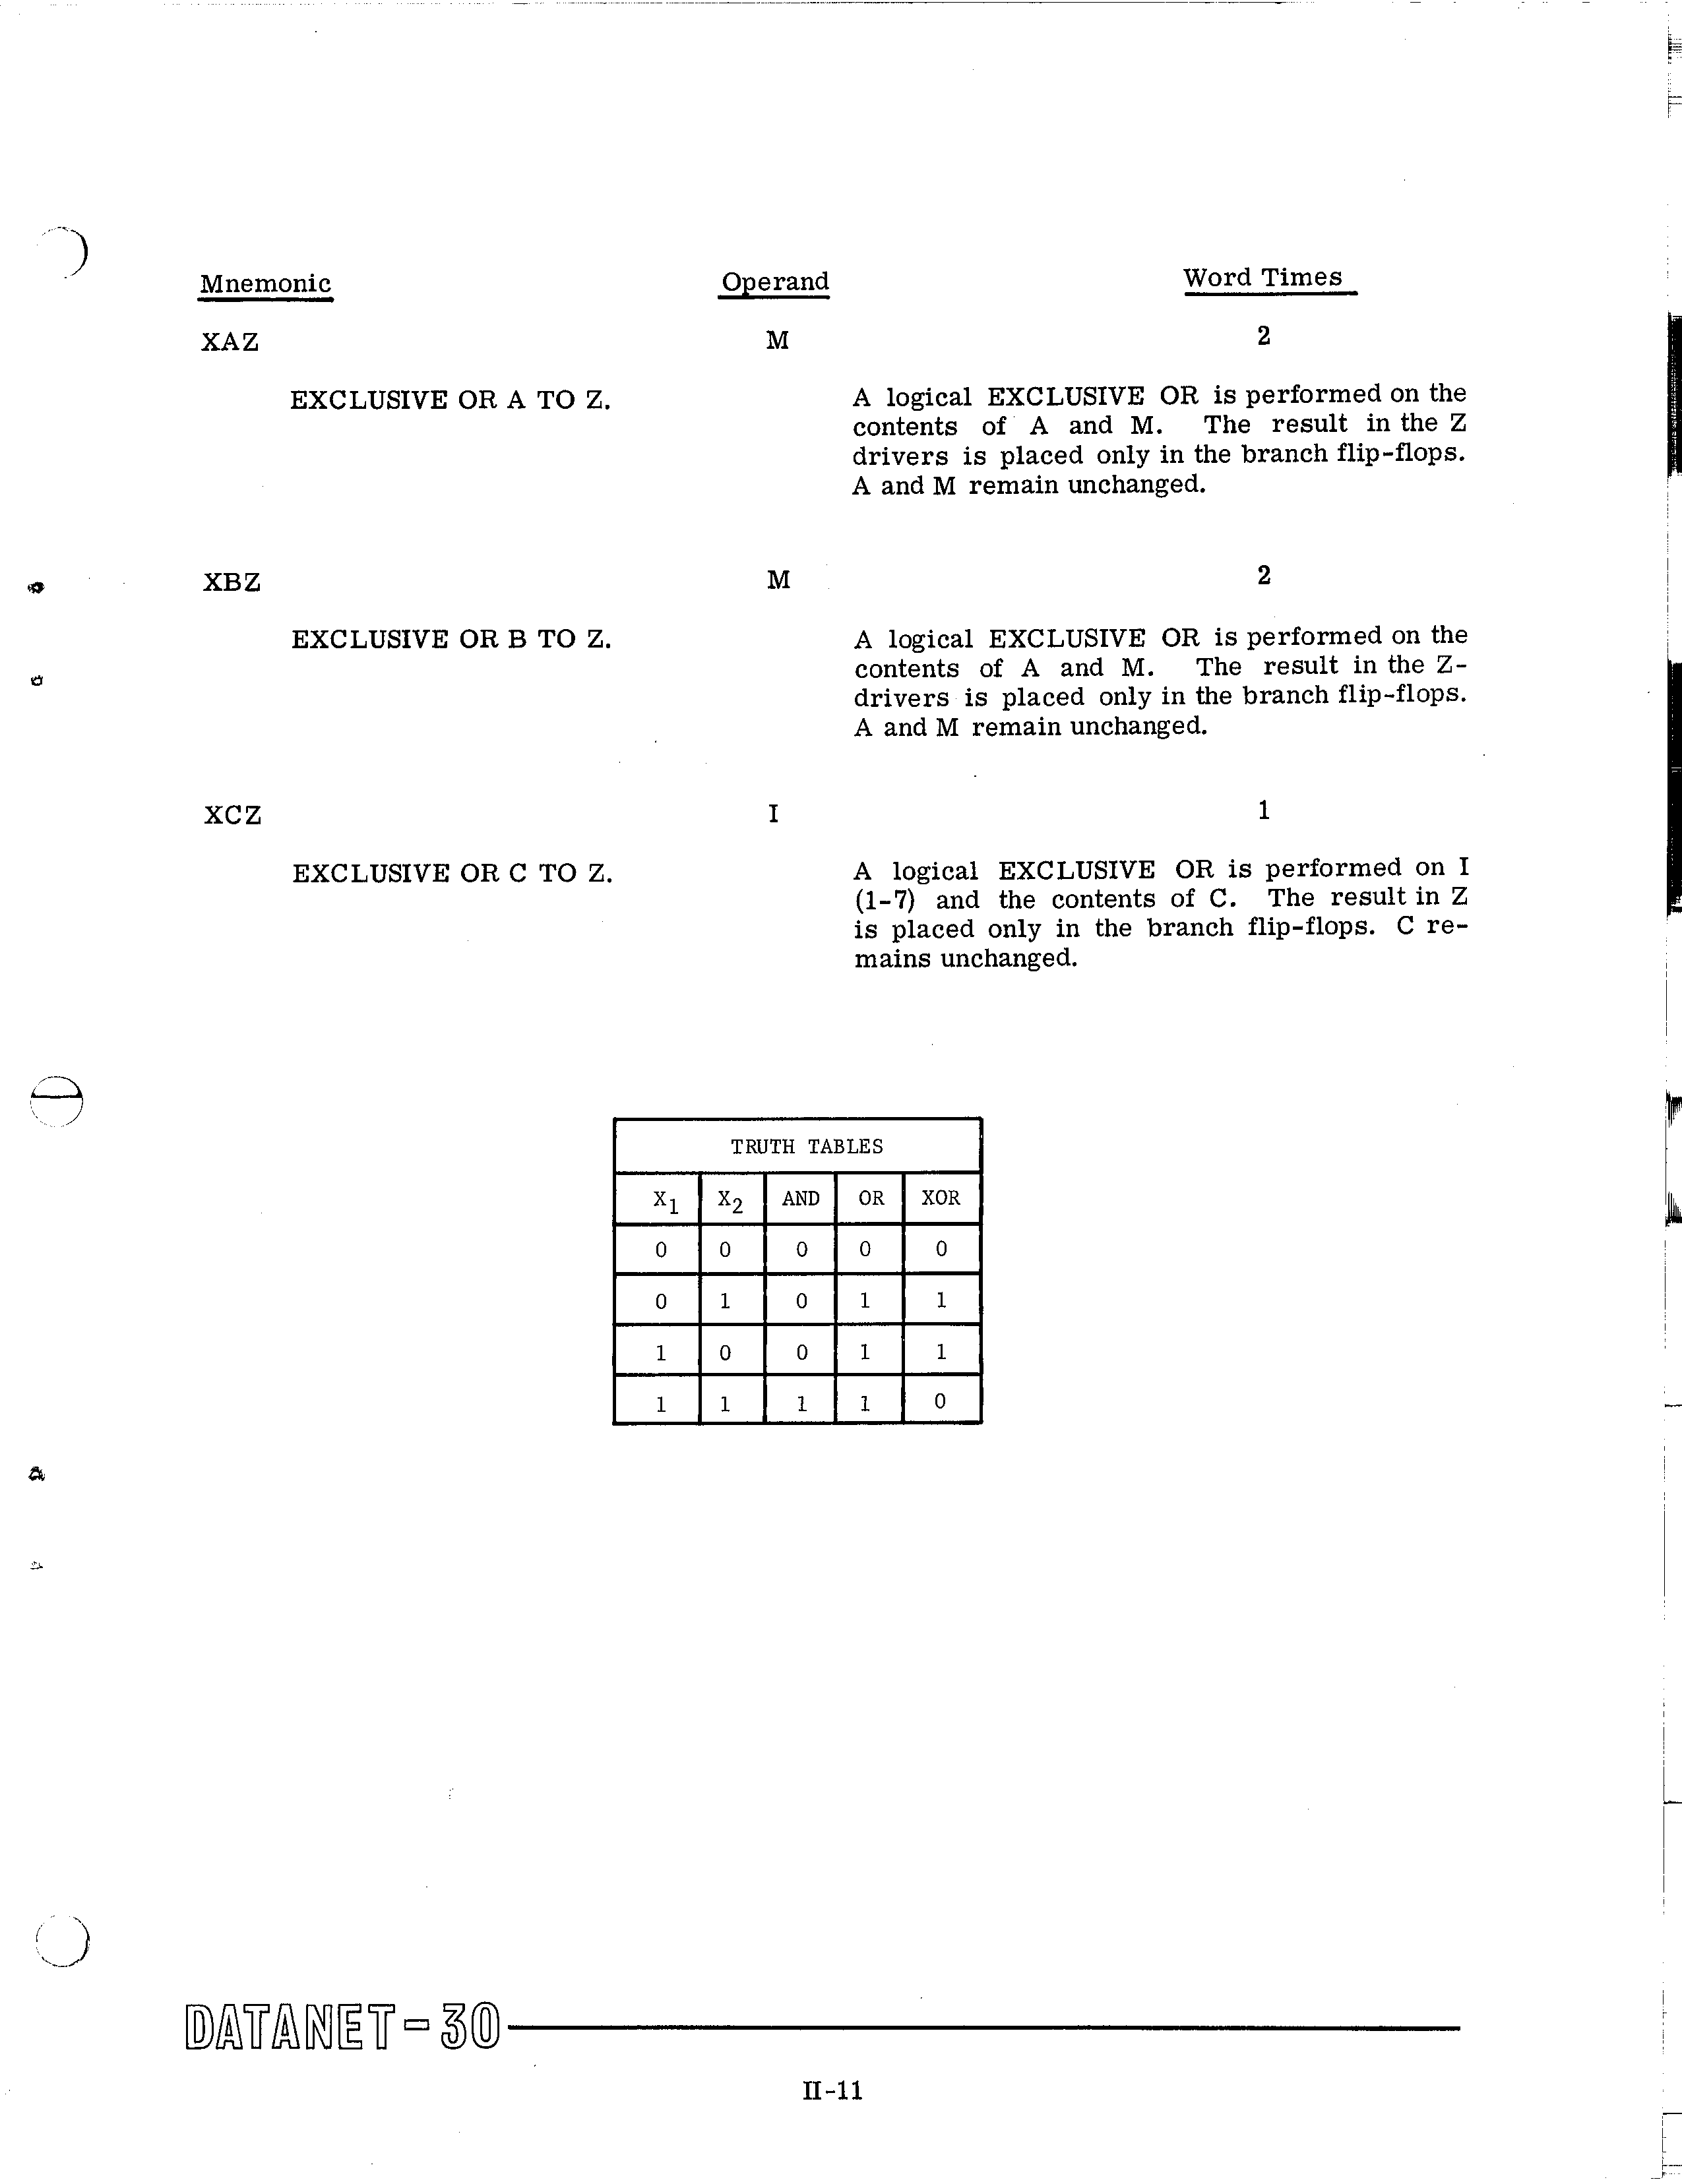 Mnemonic Operand Word Times
XAZ M 2
EXCLUSIVE OR A TO Z. A logical EXCLUSIVE OR is performed on the
contents of A and M. The result in the Z
drivers is placed only in the branch flip-flops.
A and M remain unchanged.
XBZ M 2
EXCLUSIVE OR B TO Z. A logical EXCLUSIVE OR is performed on the
contents of A and M. The result in the Z-
drivers is placed only in the branch flip-flops.
A and M remain unchanged.
XCZ I 1
EXCLUSIVE OR C TO Z. A logical EXCLUSIVE OR is performed on I
(1-7) and the contents of C. The result in Z
is placed only in the branch flip-flops. C re-
mains unchanged.
TRUTH TABLES
X1 X2 AND OR XOR
0 0 0 0 0
0 1 0 1 1
1 0 0 1 1
1 1 1 1 0
DATANET-30
II-11